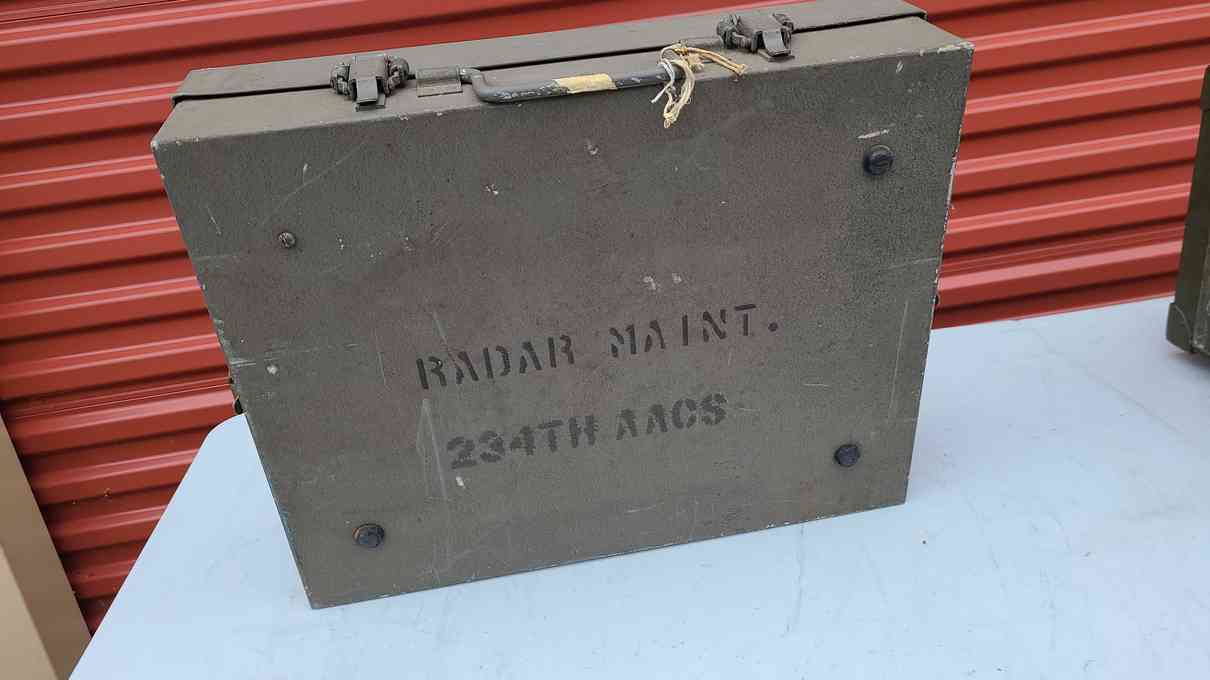 RADAR MAINT.
234TH AACS